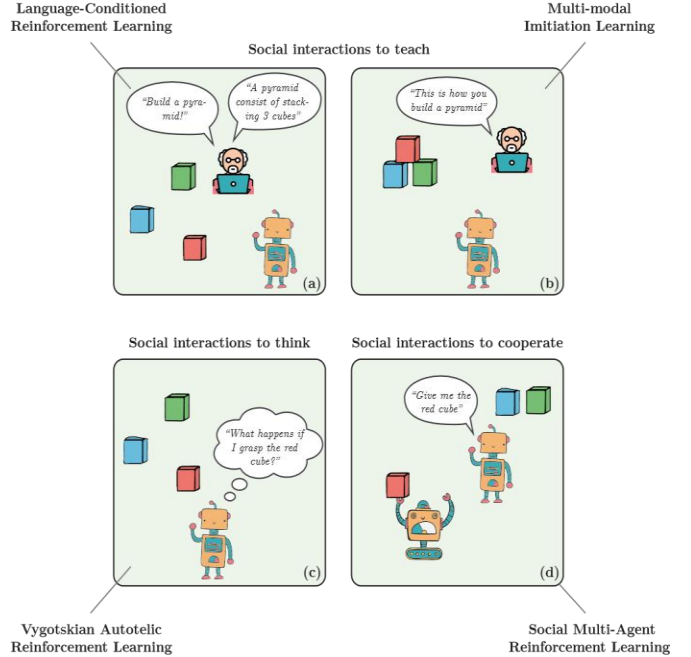 Language-Conditioned
Reinforcement Learning
Multi-modal
Imitiation Learning
Social interactions to teach
"Build a pyra-
mid!"
"A pyramid
consist of stack-
ing 3 cubes"
(a)
"This is how you
build a pyramid"
(b)
Social interactions to think
"What happens if
I grasp the red
cube?"
(c)
Social interactions to cooperate
"Give me the
red cube"
(d)
Vygotskian Autotelic
Reinforcement Learning
Social Multi-Agent
Reinforcement Learning